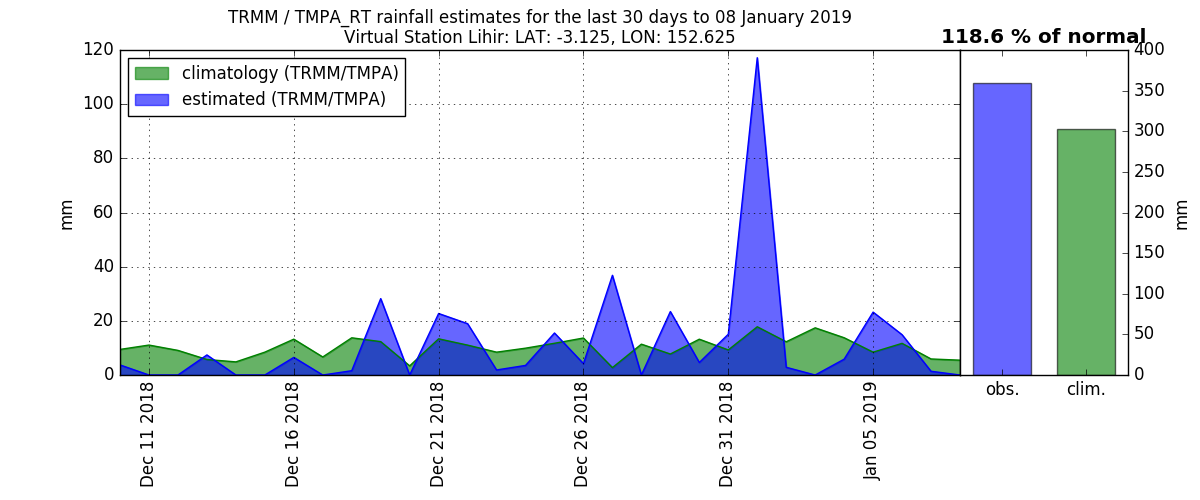 TRMM / TMPA_RT rainfall estimates for the last 30 days to 08 January 2019
Virtual Station Lihir: LAT: -3.125, LON: 152.625
118.6 % of normal
climatology (TRMM/TMPA)
estimated (TRMM/TMPA)
120
100
80
60
40
20
0
mm
Dec 11 2018
Dec 16 2018
Dec 21 2018
Dec 26 2018
Dec 31 2018
Jan 05 2019
400
350
300
250
200
150
100
50
0
mm
obs.
clim.